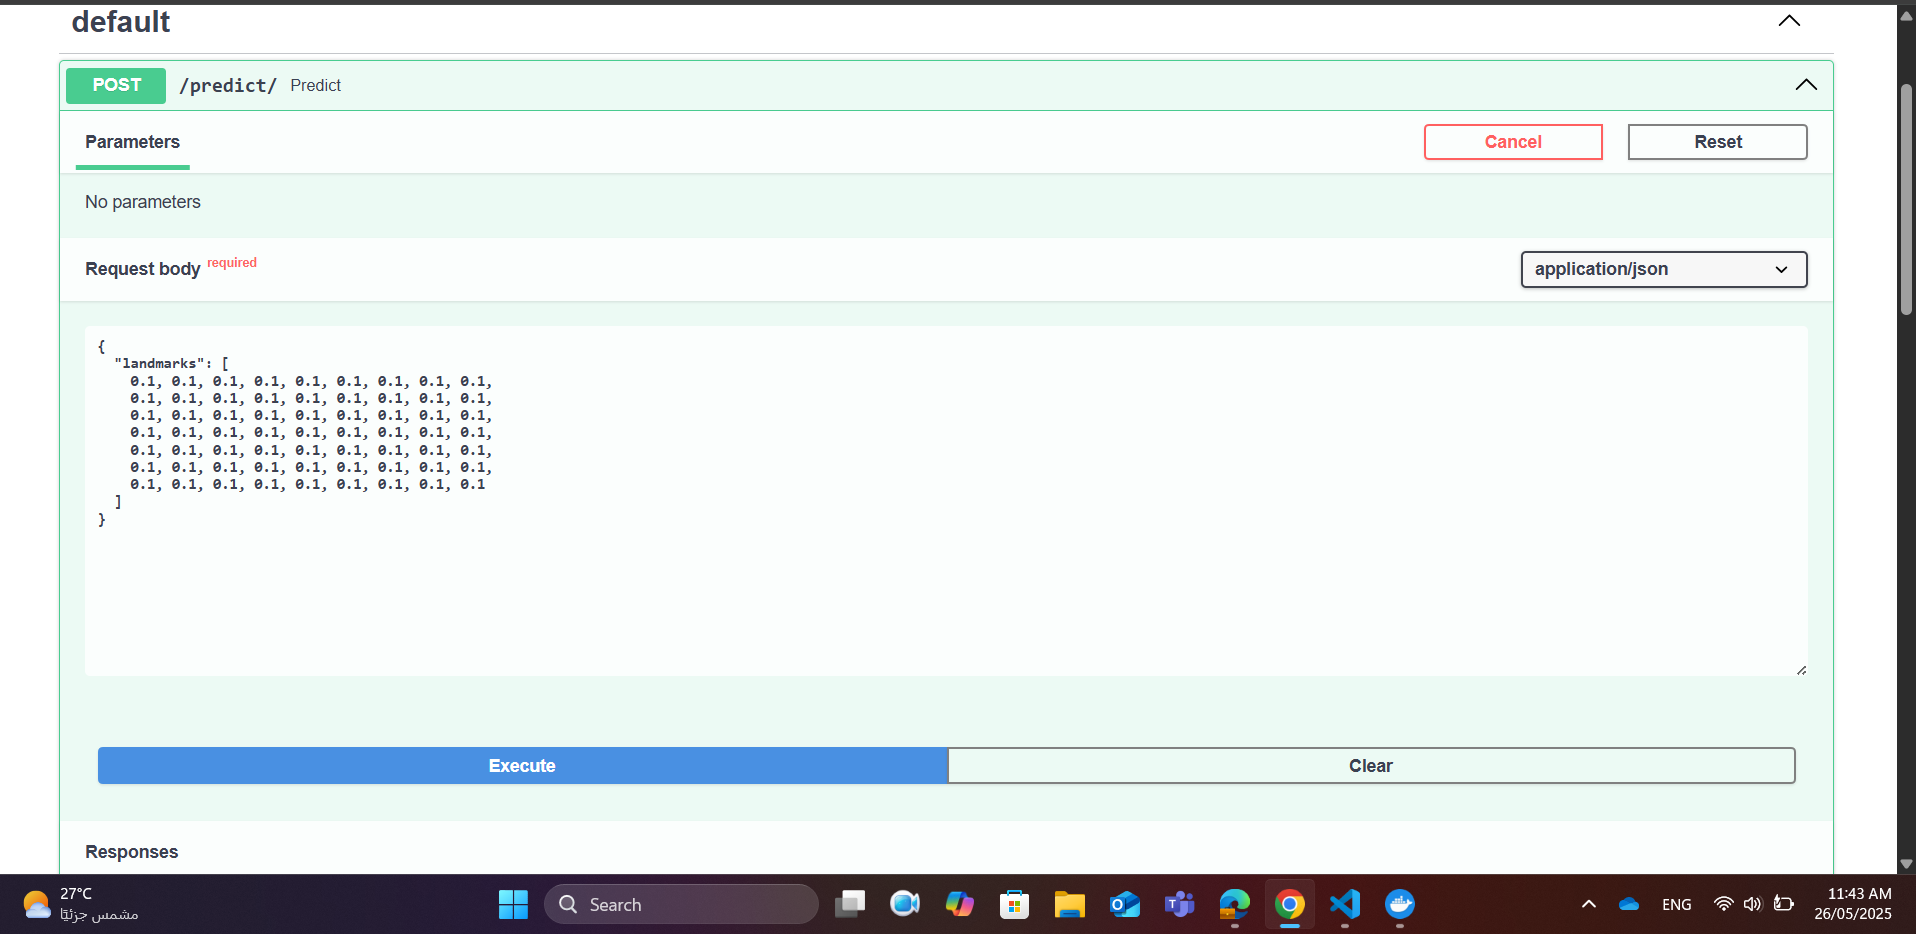 default
POST /predict/ Predict
Parameters
Cancel
Reset
No parameters
Request body required
application/json
{
"landmarks": [
0.1, 0.1, 0.1, 0.1, 0.1, 0.1, 0.1, 0.1, 0.1,
0.1, 0.1, 0.1, 0.1, 0.1, 0.1, 0.1, 0.1, 0.1,
0.1, 0.1, 0.1, 0.1, 0.1, 0.1, 0.1, 0.1, 0.1,
0.1, 0.1, 0.1, 0.1, 0.1, 0.1, 0.1, 0.1, 0.1,
0.1, 0.1, 0.1, 0.1, 0.1, 0.1, 0.1, 0.1, 0.1,
0.1, 0.1, 0.1, 0.1, 0.1, 0.1, 0.1, 0.1, 0.1,
0.1, 0.1, 0.1, 0.1, 0.1, 0.1, 0.1, 0.1, 0.1
]
}
Execute
Clear
Responses
27°C
مشمس جزئيًا
Search
ENG
11:43 AM
26/05/2025